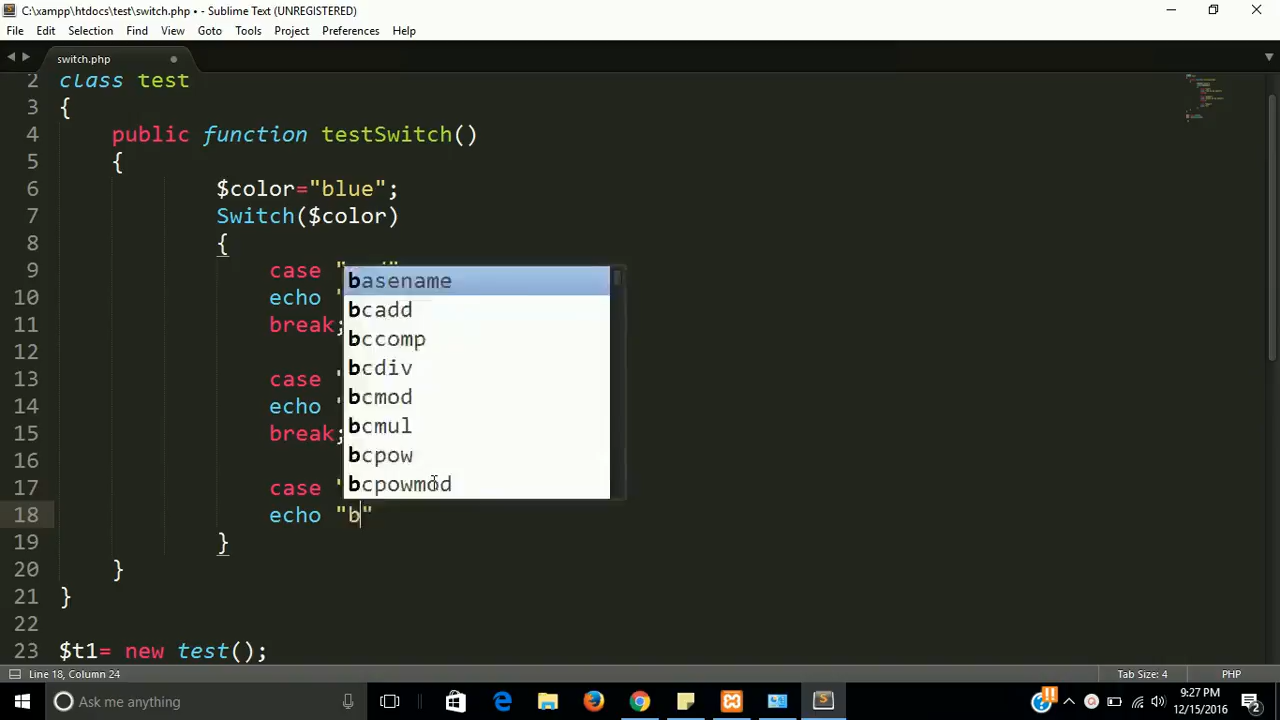 C:\xampp\htdocs\test\switch.php • - Sublime Text (UNREGISTERED)
File Edit Selection Find View Goto Tools Project Preferences Help
switch.php
2 class test
3 {
4 public function testSwitch()
5 {
6 $color="blue";
7 Switch($color)
8 {
9 case "
10 echo "
11 break;
12
13 case "
14 echo "
15 break;
16
17 case "
18 echo "b"
19 }
20 }
21 }
22
23 $t1= new test();
basename
bcadd
bccomp
bcdiv
bcmod
bcmul
bcpow
bcpowmod
Line 18, Column 24 Tab Size: 4 PHP
Ask me anything
9:27 PM
12/15/2016
2